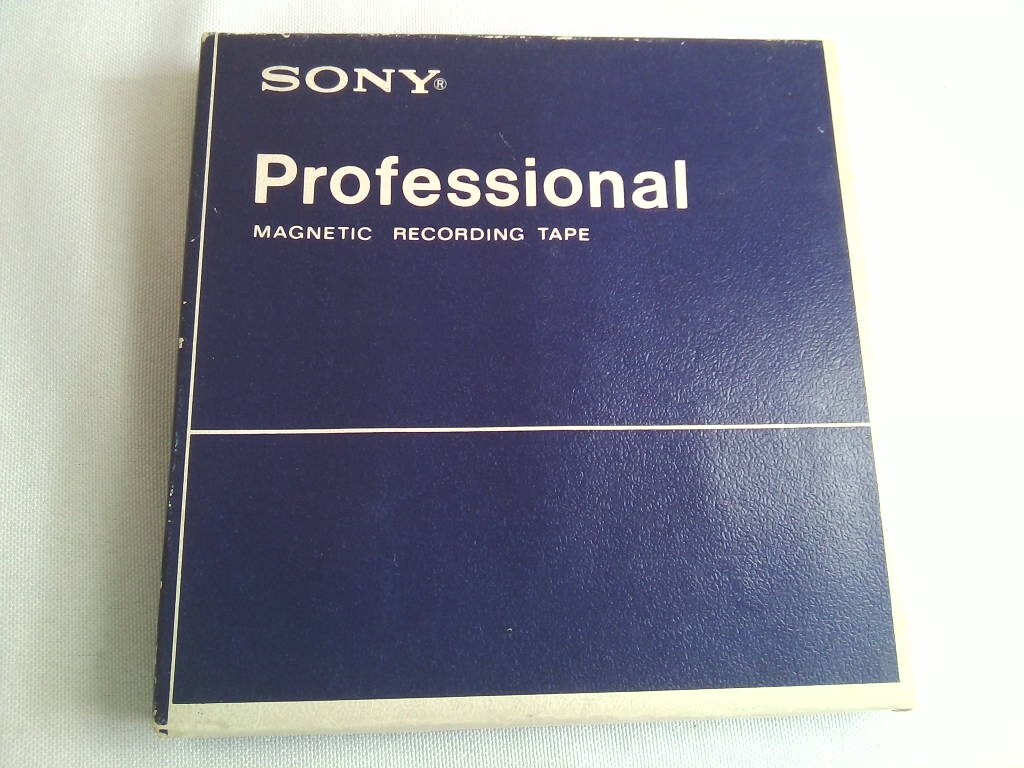 SONY®
Professional
MAGNETIC RECORDING TAPE